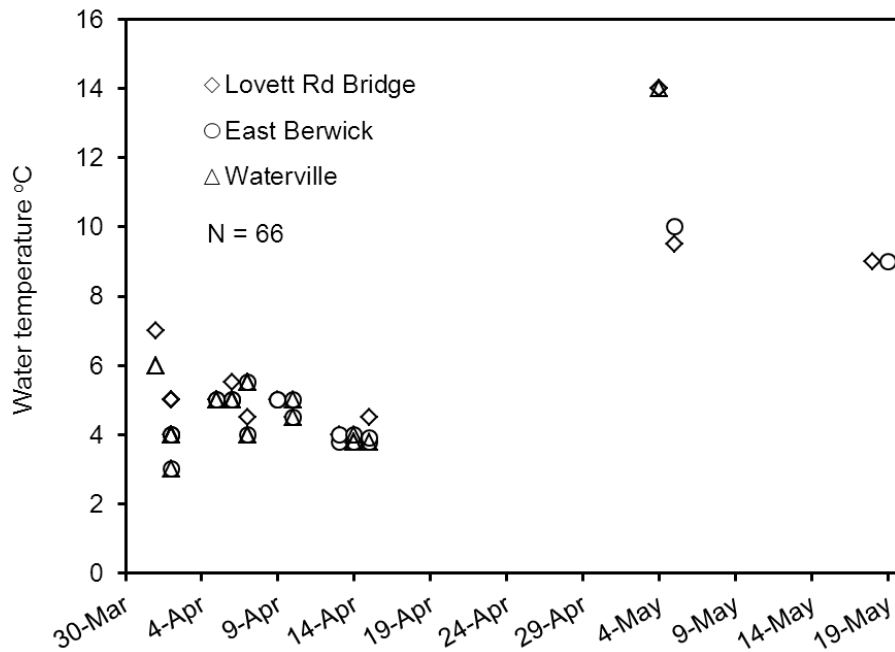 16
14
12
10
8
6
4
2
0
Water temperature ºC
Lovett Rd Bridge
East Berwick
Waterville
N = 66
30-Mar
4-Apr
9-Apr
14-Apr
19-Apr
24-Apr
29-Apr
4-May
9-May
14-May
19-May